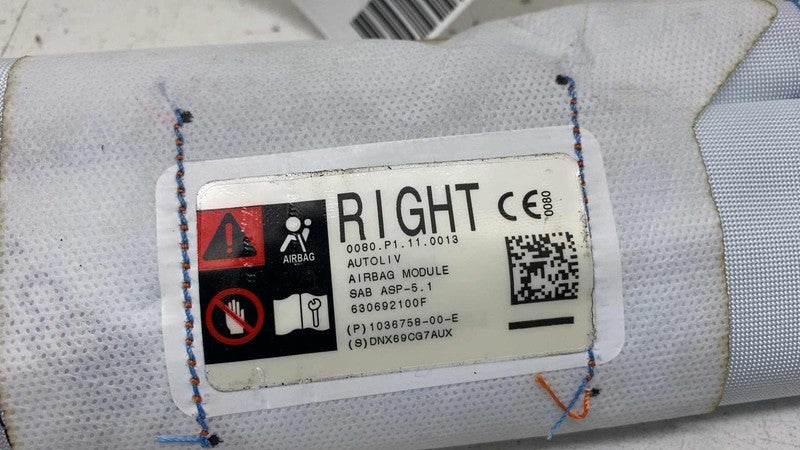 RIGHT
CE 0080
0080.P1.11.0013
AUTOLIV
AIRBAG MODULE
SAB ASP-5.1
630692100F
(P)1036758-00-E
(S)DNX69CG7AUX
AIRBAG